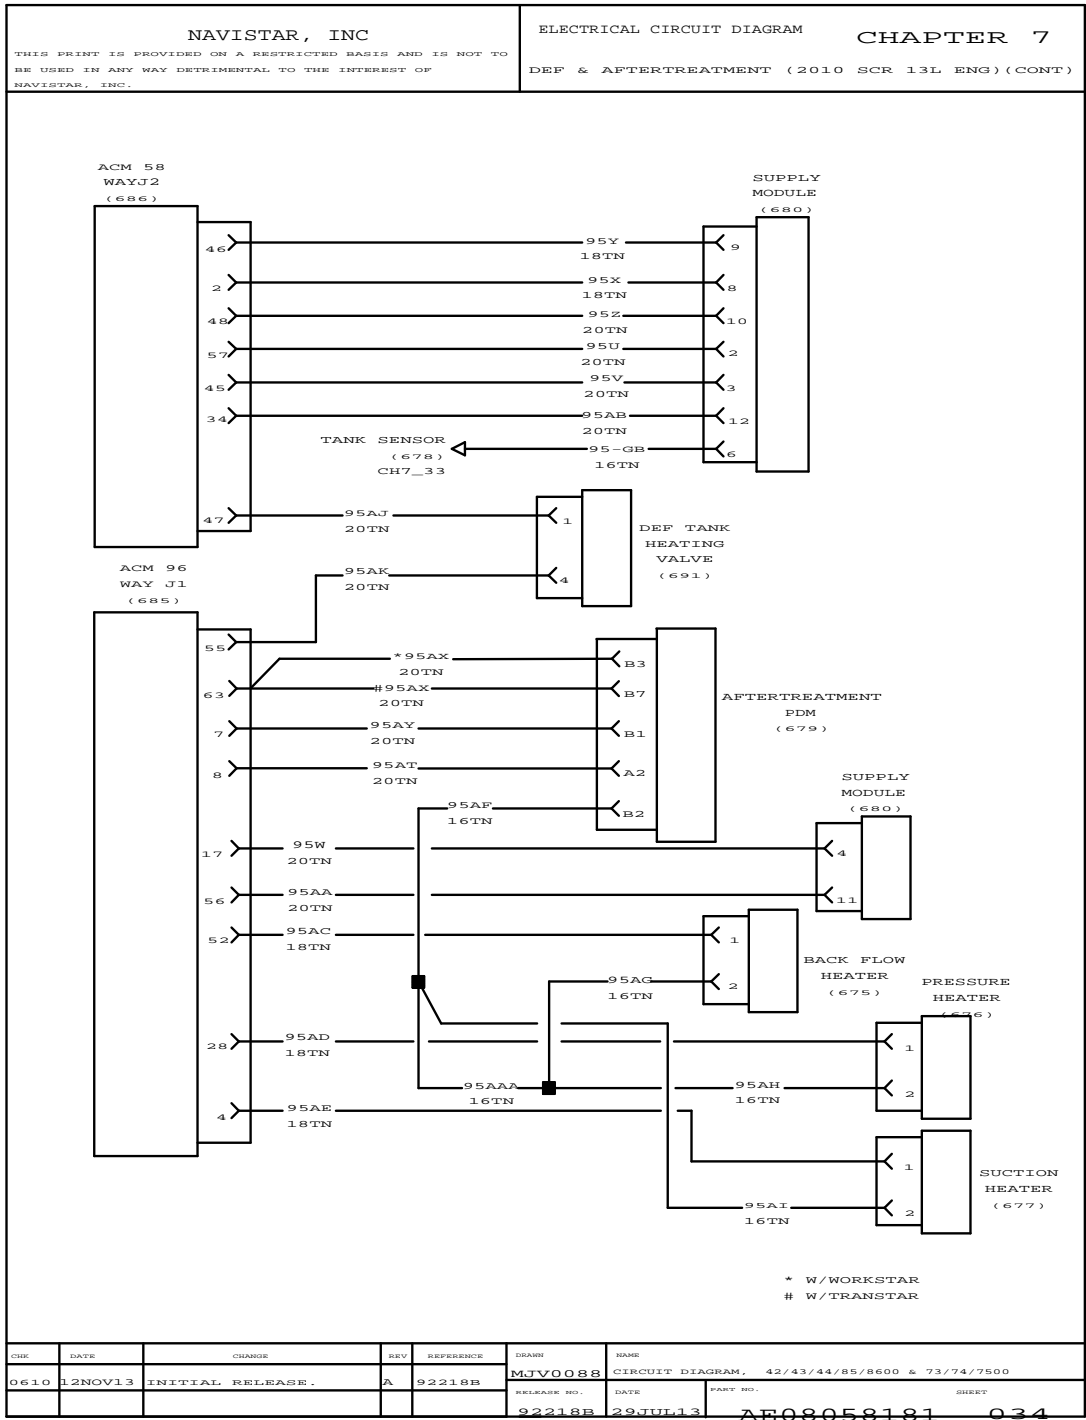 NAVISTAR, INC
THIS PRINT IS PROVIDED ON A RESTRICTED BASIS AND IS NOT TO
BE USED IN ANY WAY DETRIMENTAL TO THE INTEREST OF
NAVISTAR, INC.
ELECTRICAL CIRCUIT DIAGRAM
CHAPTER 7
DEF & AFTERTREATMENT (2010 SCR 13L ENG)(CONT)
ACM 58
WAYJ2
(686)
SUPPLY
MODULE
(680)
46
95Y
18TN
9
2
95X
18TN
8
48
95Z
20TN
10
57
95U
20TN
2
45
95V
20TN
3
34
95AB
20TN
12
TANK SENSOR
(678)
CH7_33
95-GB
16TN
6
47
95AJ
20TN
1
DEF TANK
HEATING
VALVE
(691)
ACM 96
WAY J1
(685)
95AK
20TN
4
55
*95AX
20TN
B3
63
#95AX
20TN
B7
AFTERTREATMENT
PDM
(679)
7
95AY
20TN
B1
8
95AT
20TN
A2
95AF
16TN
B2
SUPPLY
MODULE
(680)
17
95W
20TN
4
56
95AA
20TN
11
52
95AC
18TN
1
BACK FLOW
HEATER
(675)
95AG
16TN
2
PRESSURE
HEATER
(676)
28
95AD
18TN
1
95AAA
16TN
95AH
16TN
2
4
95AE
18TN
1
SUCTION
HEATER
(677)
95AI
16TN
2
* W/WORKSTAR
# W/TRANSTAR
CHK DATE CHANGE REV REFERENCE
0610 12NOV13 INITIAL RELEASE. A 92218B
DRAWN
MJV0088
NAME
CIRCUIT DIAGRAM, 42/43/44/85/8600 & 73/74/7500
RELEASE NO.
92218B
DATE
29JUL13
PART NO.
AE08058181
SHEET
034